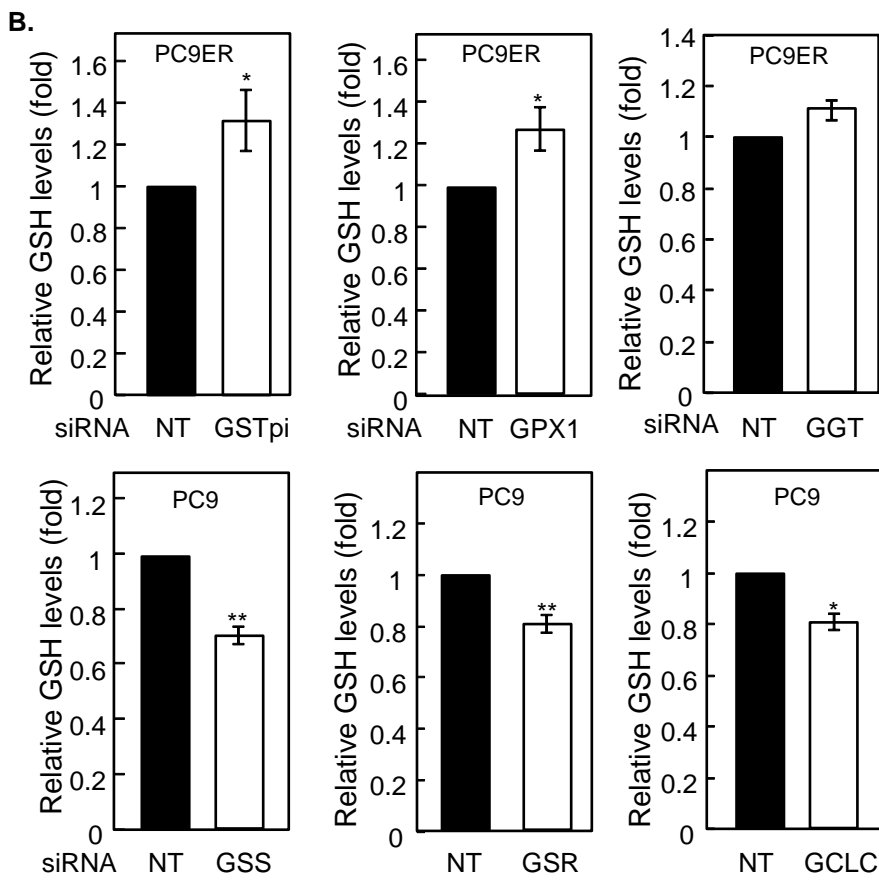 B.
PC9ER
Relative GSH levels (fold)
1.6
1.4
1.2
1
0.8
0.6
0.4
0.2
0
*
siRNA NT GSTpi
PC9ER
Relative GSH levels (fold)
1.6
1.4
1.2
1
0.8
0.6
0.4
0.2
0
*
siRNA NT GPX1
PC9ER
Relative GSH levels (fold)
1.4
1.2
1
0.8
0.6
0.4
0.2
0
siRNA NT GGT
PC9
Relative GSH levels (fold)
1.2
1
0.8
0.6
0.4
0.2
0
**
siRNA NT GSS
PC9
Relative GSH levels (fold)
1.2
1
0.8
0.6
0.4
0.2
0
**
NT GSR
PC9
Relative GSH levels (fold)
1.2
1
0.8
0.6
0.4
0.2
0
*
NT GCLC